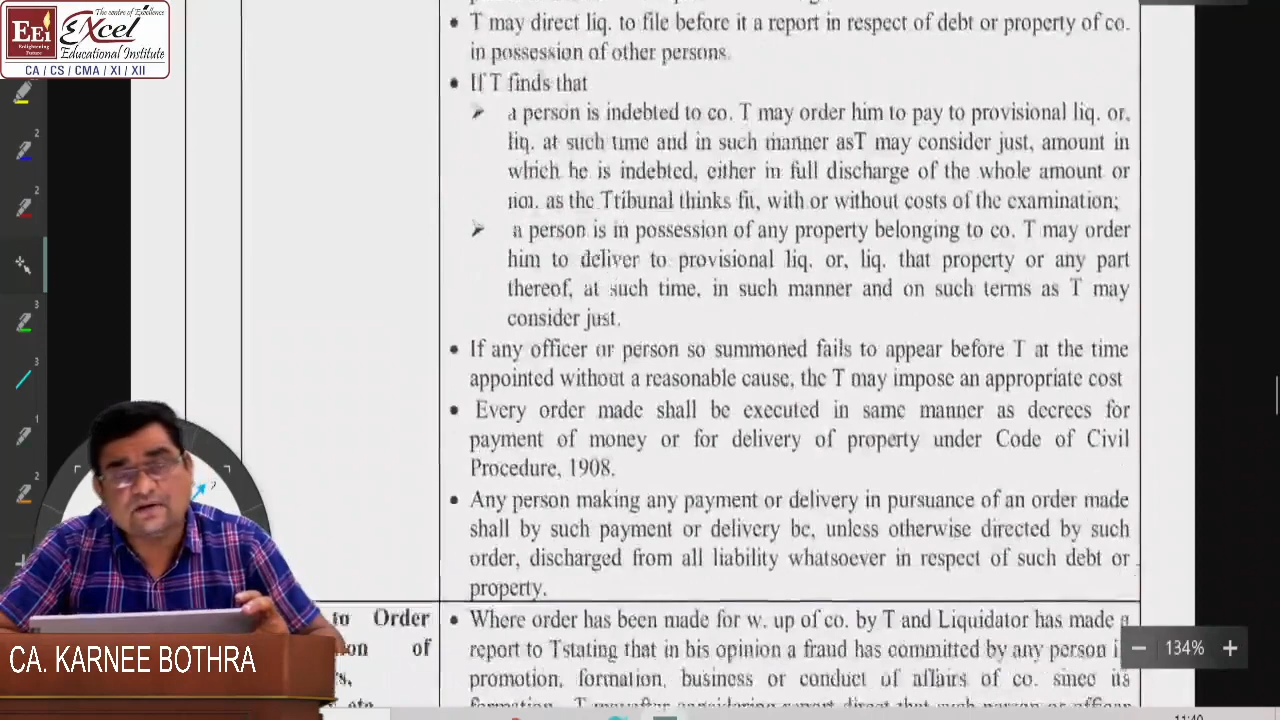 The centre of Excellence
EEi
Enlightening
Future
EXcel
Educational Institute
CA / CS / CMA / XI / XII
• T may direct liq. to file before it a report in respect of debt or property of co.
in possession of other persons.
• If T finds that
➤ a person is indebted to co. T may order him to pay to provisional liq. or,
liq. at such time and in such manner asT may consider just, amount in
which he is indebted, either in full discharge of the whole amount or
not. as the Ttibunal thinks fit, with or without costs of the examination;
➤ a person is in possession of any property belonging to co. T may order
him to deliver to provisional liq. or, liq. that property or any part
thereof, at such time, in such manner and on such terms as T may
consider just.
• If any officer or person so summoned fails to appear before T at the time
appointed without a reasonable cause, the T may impose an appropriate cost
• Every order made shall be executed in same manner as decrees for
payment of money or for delivery of property under Code of Civil
Procedure, 1908.
• Any person making any payment or delivery in pursuance of an order made
shall by such payment or delivery be, unless otherwise directed by such
order, discharged from all liability whatsoever in respect of such debt or
property.
to Order
on of
• Where order has been made for w. up of co. by T and Liquidator has made a
report to Tstating that in his opinion a fraud has committed by any person
promotion, formation, business or conduct of affairs of co. since its
134%
CA. KARNEE BOTHRA
2
2
3
3
1
2